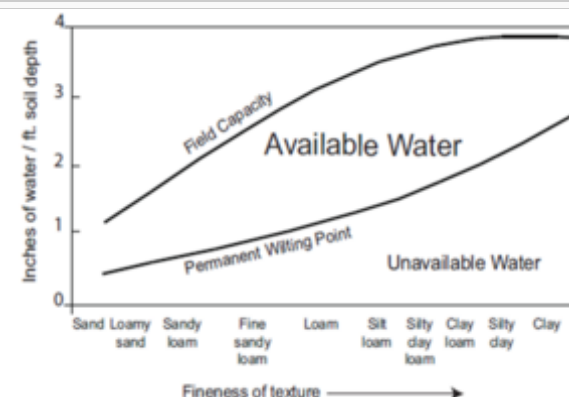 4
3
2
1
0
Inches of water / ft. soil depth
Field Capacity
Available Water
Permanent Wilting Point
Unavailable Water
Sand Loamy Sandy Fine Loam Silt Silty Clay Silty Clay
sand loam sandy loam clay loam clay
loam loam
Fineness of texture